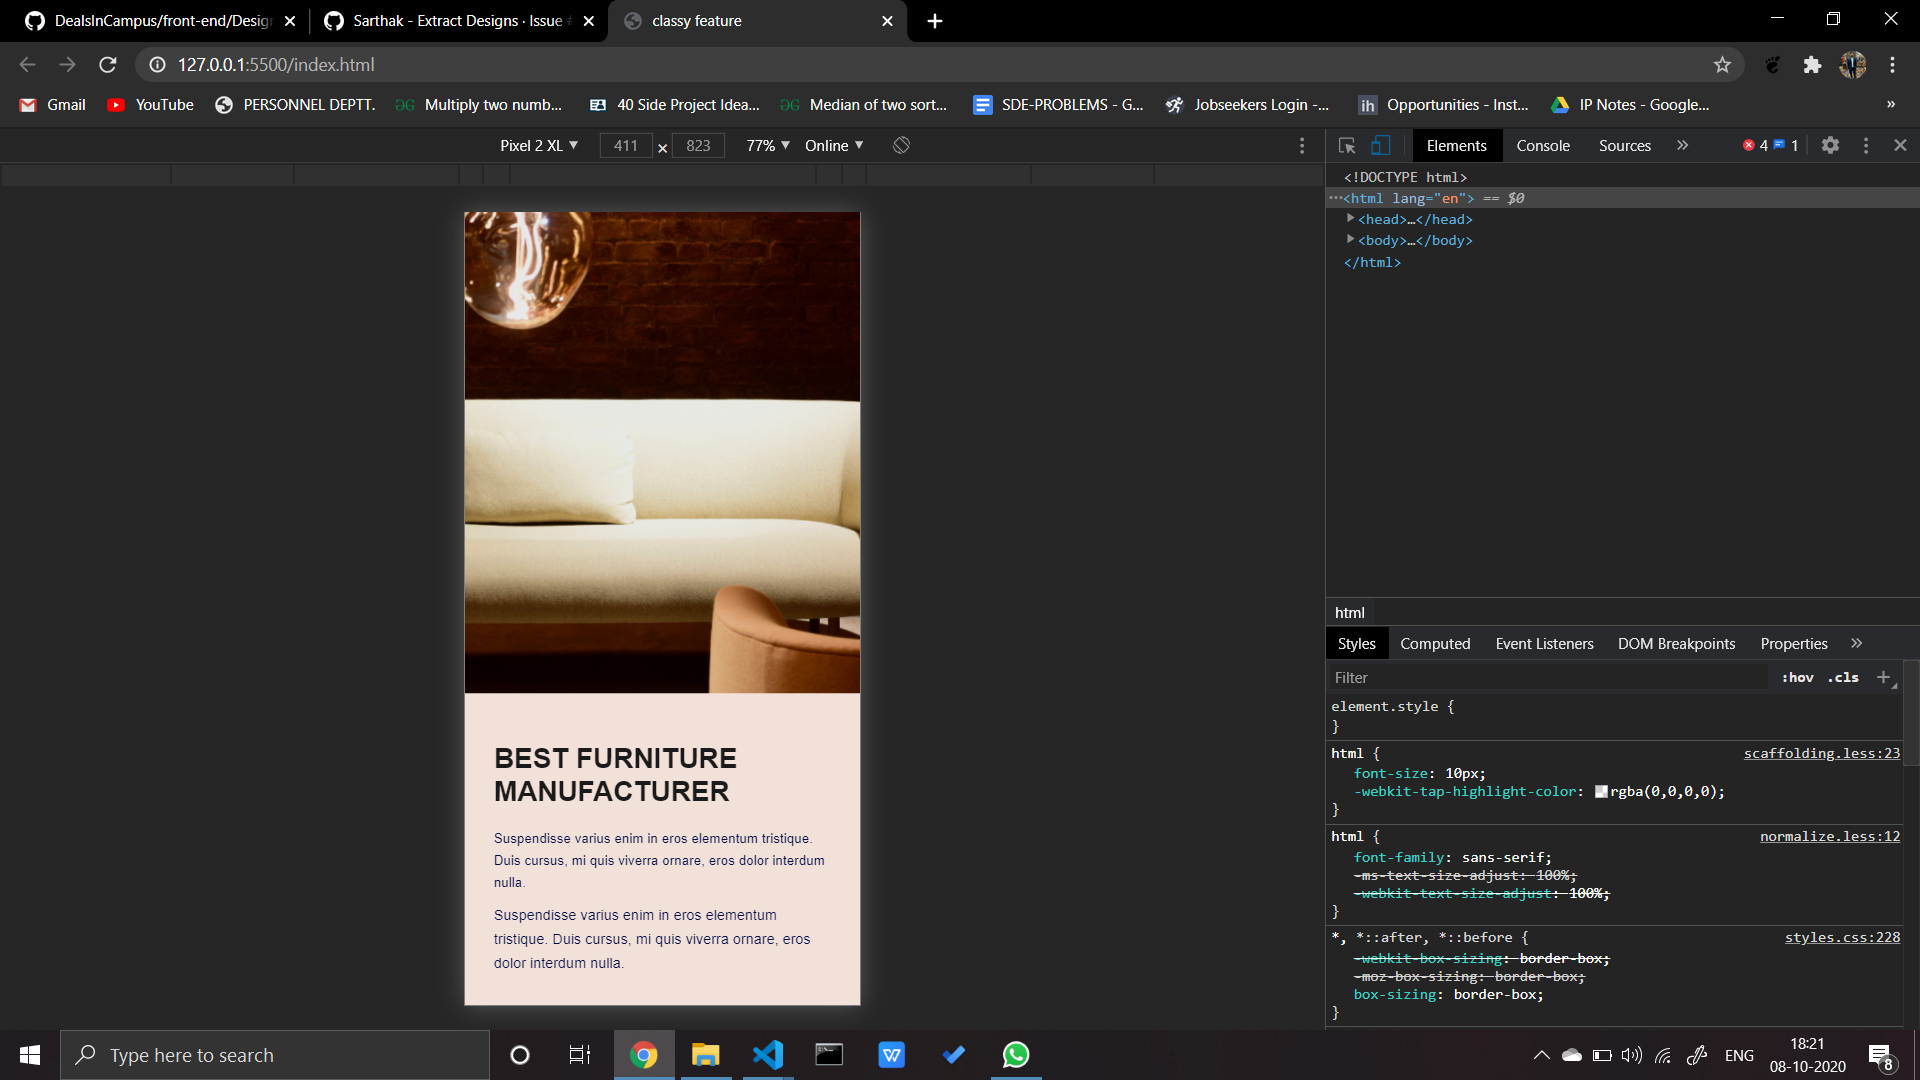 DealsInCampus/front-end/Design
Sarthak - Extract Designs · Issue
classy feature
127.0.0.1:5500/index.html
Gmail
YouTube
PERSONNEL DEPTT.
Multiply two numb...
40 Side Project Idea...
Median of two sort...
SDE-PROBLEMS - G...
Jobseekers Login -...
ih
Opportunities - Inst...
IP Notes - Google...
»
Pixel 2 XL
411
×
823
77%
Online
Elements
Console
Sources
»
4
1
<!DOCTYPE html>
<html lang="en"> == $0
<head>…</head>
<body>…</body>
</html>
html
Styles
Computed
Event Listeners
DOM Breakpoints
Properties
»
Filter
:hov
.cls
+
element.style {
}
html {
scaffolding.less:23
font-size: 10px;
-webkit-tap-highlight-color: rgba(0,0,0,0);
}
html {
normalize.less:12
font-family: sans-serif;
-ms-text-size-adjust: 100%;
-webkit-text-size-adjust: 100%;
}
*, *::after, *::before {
styles.css:228
-webkit-box-sizing: border-box;
-moz-box-sizing: border-box;
box-sizing: border-box;
}
BEST FURNITURE
MANUFACTURER
Suspendisse varius enim in eros elementum tristique.
Duis cursus, mi quis viverra ornare, eros dolor interdum
nulla.
Suspendisse varius enim in eros elementum
tristique. Duis cursus, mi quis viverra ornare, eros
dolor interdum nulla.
Type here to search
W
ENG
18:21
08-10-2020
8